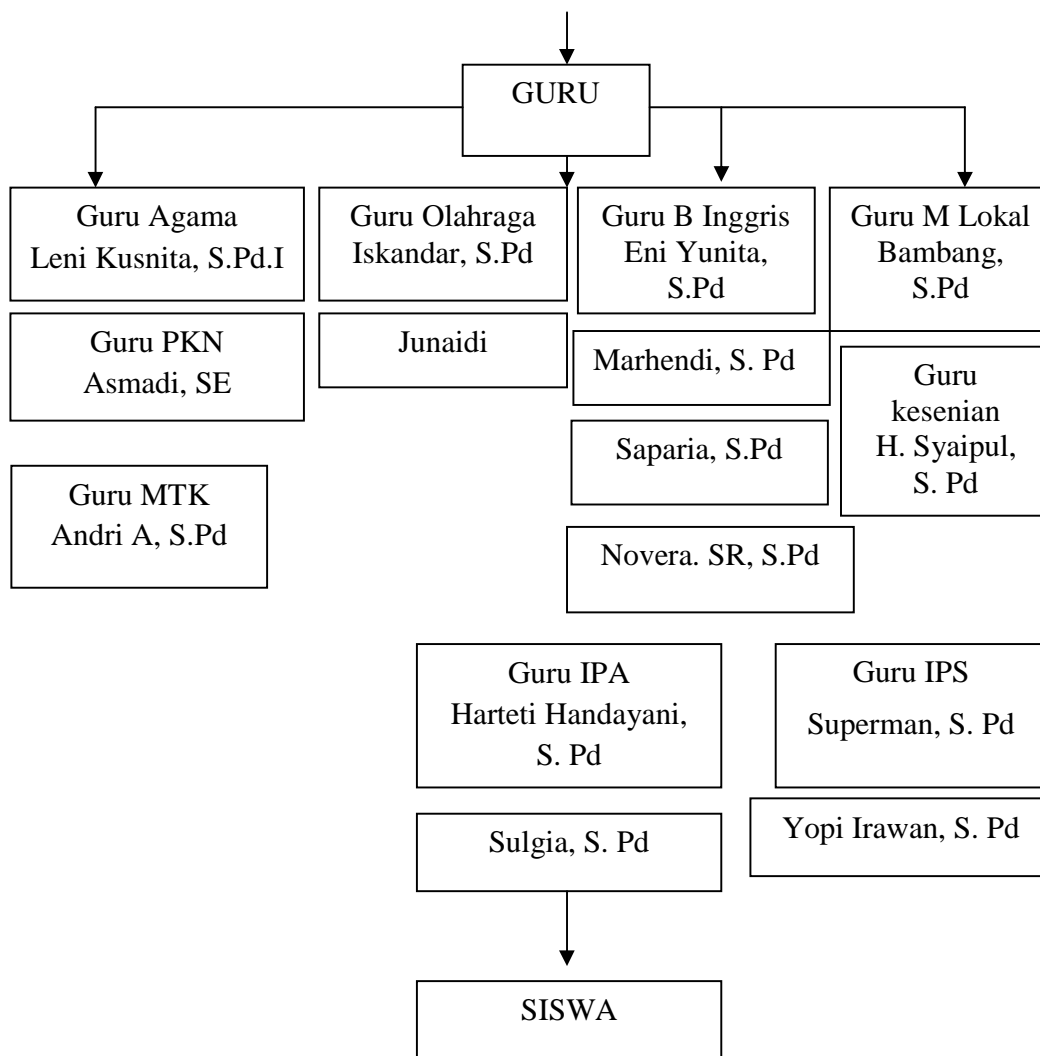 GURU
Guru Agama
Leni Kusnita, S.Pd.I
Guru Olahraga
Iskandar, S.Pd
Guru B Inggris
Eni Yunita,
S.Pd
Guru M Lokal
Bambang,
S.Pd
Guru PKN
Asmadi, SE
Junaidi
Marhendi, S. Pd
Guru
kesenian
H. Syaipul,
S. Pd
Saparia, S.Pd
Guru MTK
Andri A, S.Pd
Novera. SR, S.Pd
Guru IPA
Harteti Handayani,
S. Pd
Guru IPS
Superman, S. Pd
Sulgia, S. Pd
Yopi Irawan, S. Pd
SISWA